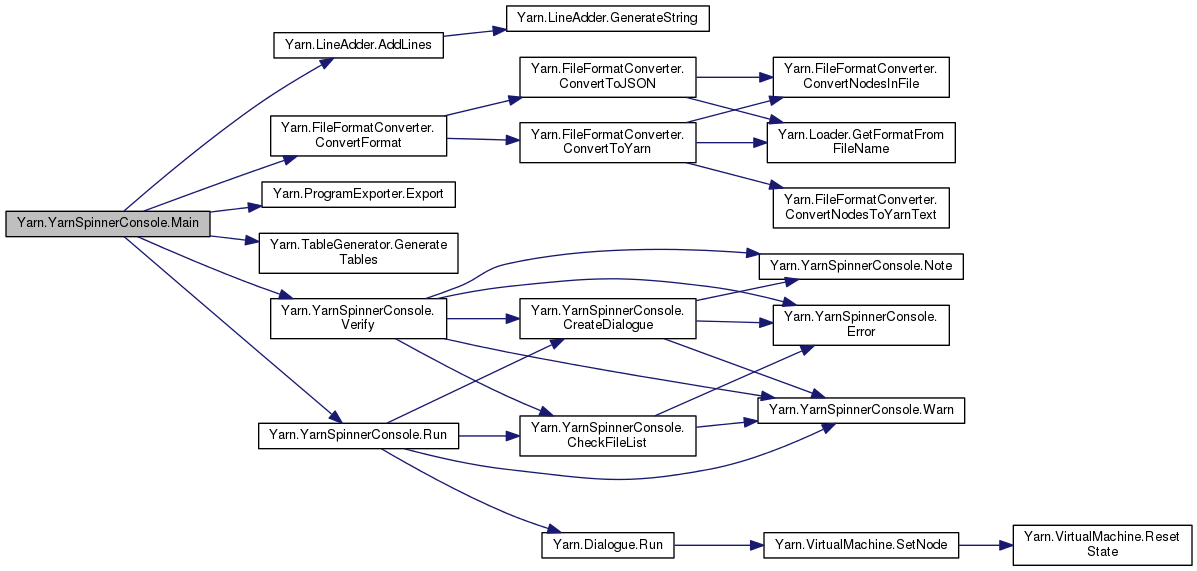 Yarn.YarnSpinnerConsole.Main
Yarn.LineAdder.AddLines
Yarn.LineAdder.GenerateString
Yarn.FileFormatConverter.
ConvertFormat
Yarn.FileFormatConverter.
ConvertToJSON
Yarn.FileFormatConverter.
ConvertToYarn
Yarn.FileFormatConverter.
ConvertNodesInFile
Yarn.Loader.GetFormatFrom
FileName
Yarn.FileFormatConverter.
ConvertNodesToYarnText
Yarn.ProgramExporter.Export
Yarn.TableGenerator.Generate
Tables
Yarn.YarnSpinnerConsole.
Verify
Yarn.YarnSpinnerConsole.Run
Yarn.YarnSpinnerConsole.
CreateDialogue
Yarn.YarnSpinnerConsole.
CheckFileList
Yarn.YarnSpinnerConsole.Note
Yarn.YarnSpinnerConsole.
Error
Yarn.YarnSpinnerConsole.Warn
Yarn.Dialogue.Run
Yarn.VirtualMachine.SetNode
Yarn.VirtualMachine.Reset
State